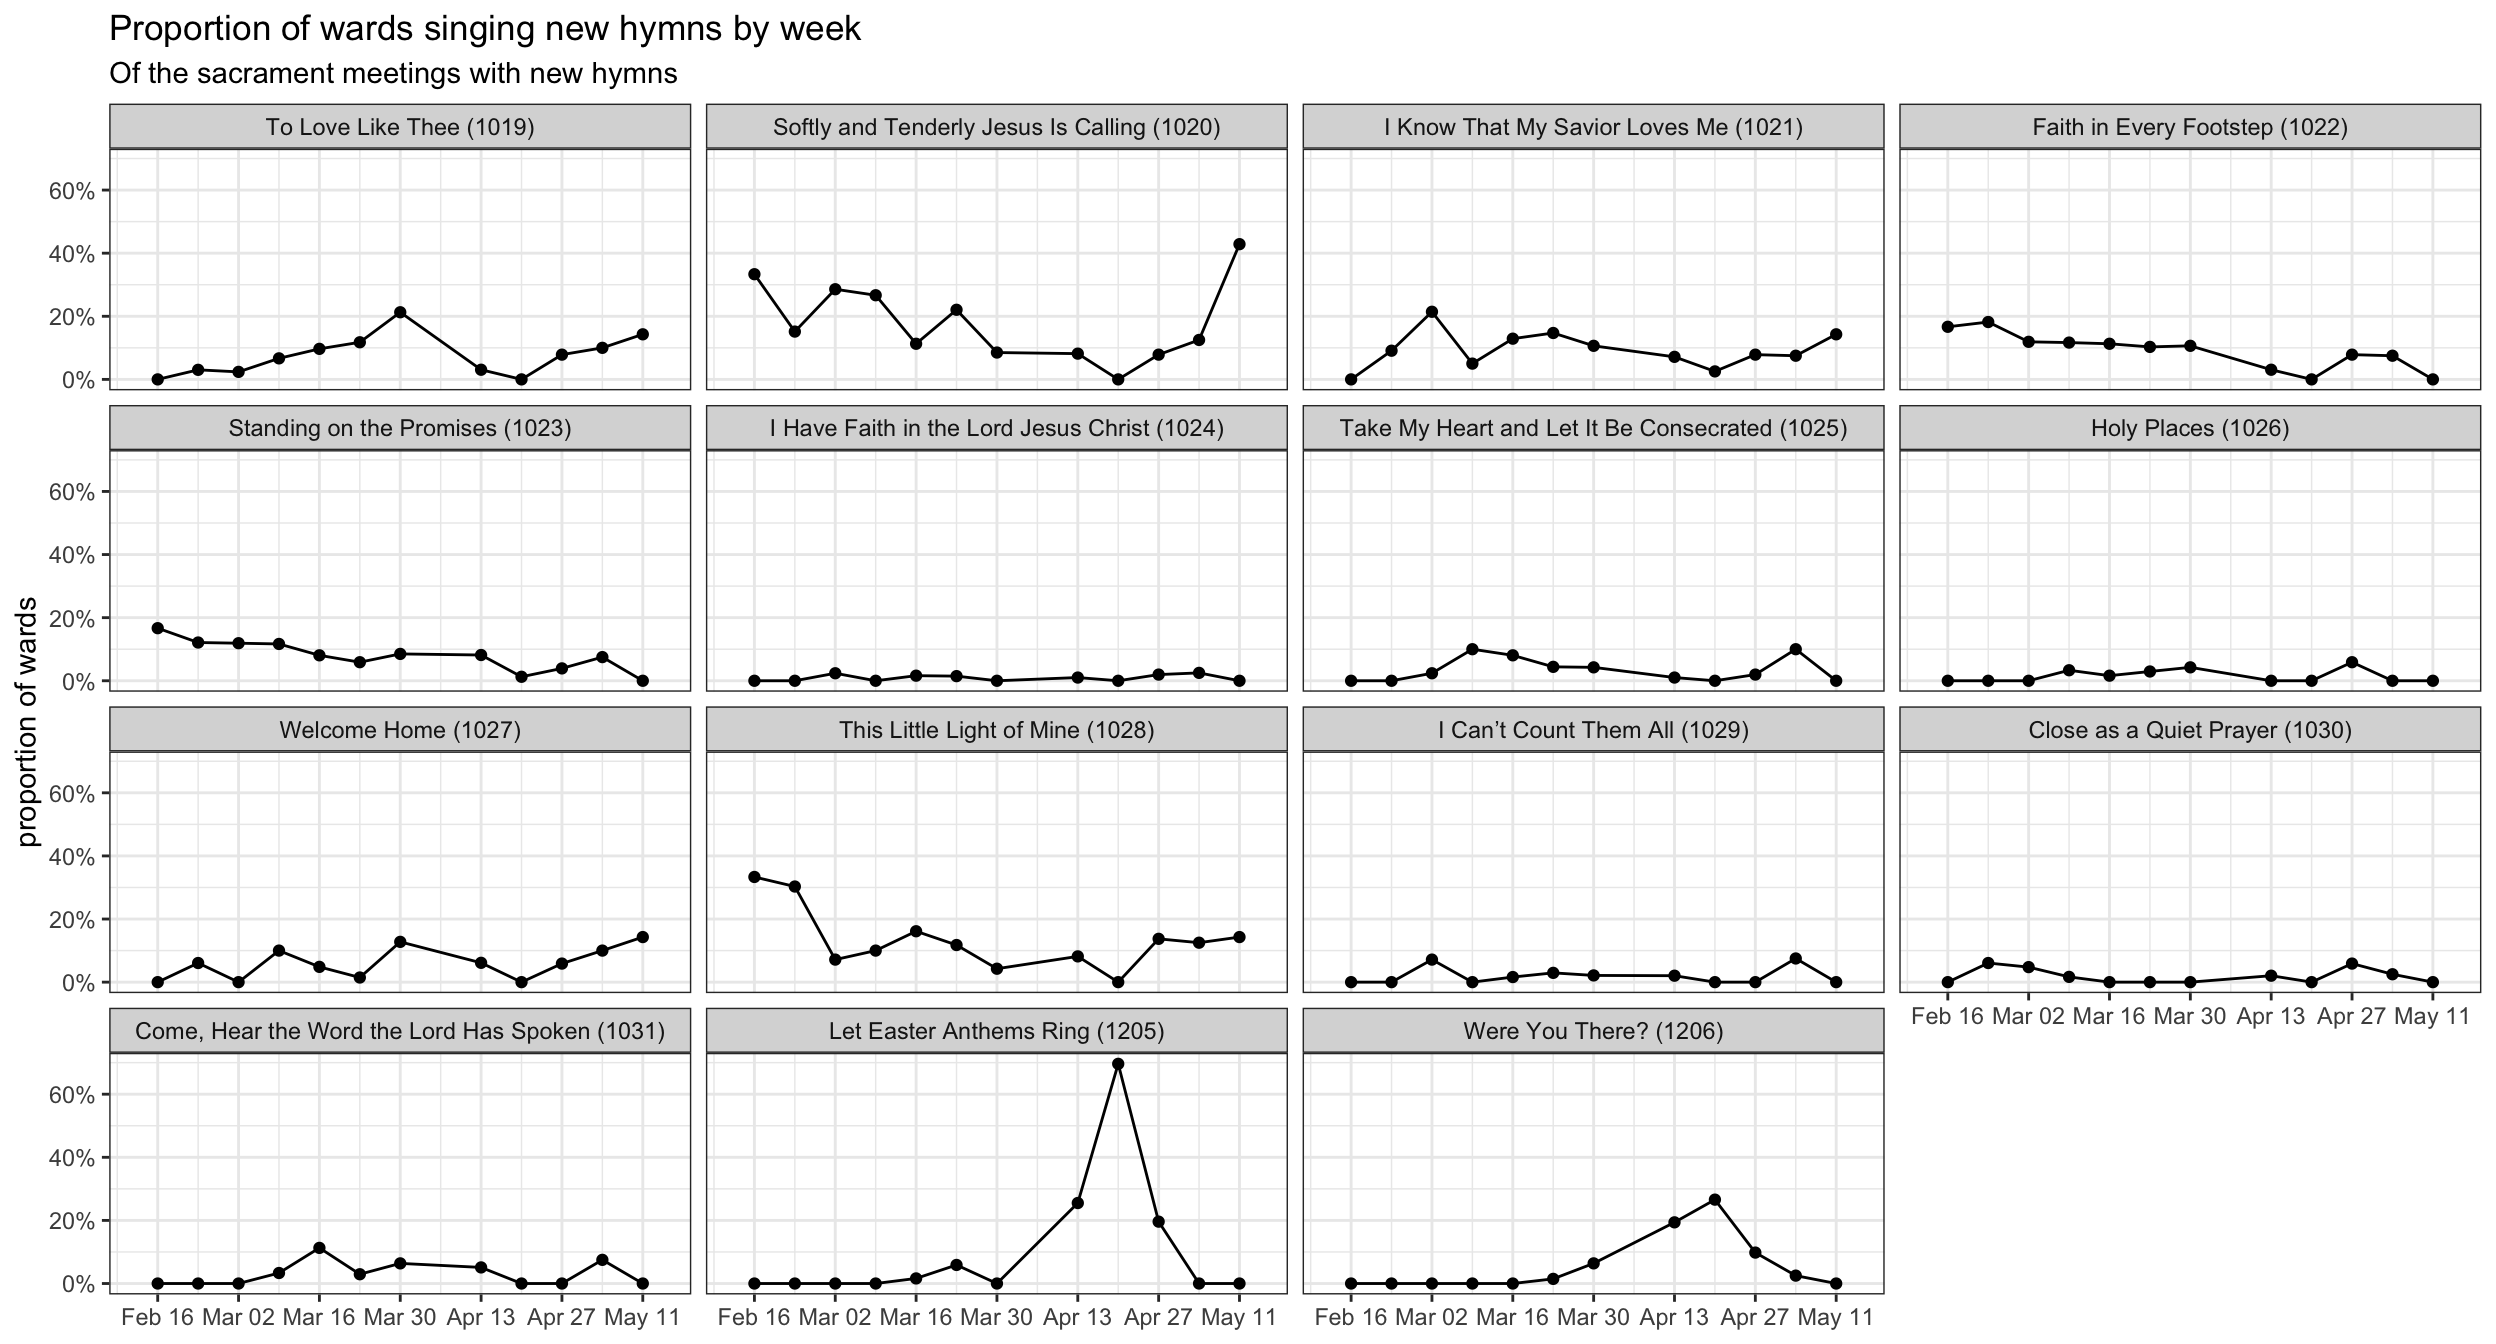 Proportion of wards singing new hymns by week
Of the sacrament meetings with new hymns
To Love Like Thee (1019)
Softly and Tenderly Jesus Is Calling (1020)
I Know That My Savior Loves Me (1021)
Faith in Every Footstep (1022)
60%
40%
20%
0%
Standing on the Promises (1023)
I Have Faith in the Lord Jesus Christ (1024)
Take My Heart and Let It Be Consecrated (1025)
Holy Places (1026)
60%
40%
20%
0%
proportion of wards
Welcome Home (1027)
This Little Light of Mine (1028)
I Can’t Count Them All (1029)
Close as a Quiet Prayer (1030)
60%
40%
20%
0%
Feb 16 Mar 02 Mar 16 Mar 30 Apr 13 Apr 27 May 11
Come, Hear the Word the Lord Has Spoken (1031)
Let Easter Anthems Ring (1205)
Were You There? (1206)
60%
40%
20%
0%
Feb 16 Mar 02 Mar 16 Mar 30 Apr 13 Apr 27 May 11
Feb 16 Mar 02 Mar 16 Mar 30 Apr 13 Apr 27 May 11
Feb 16 Mar 02 Mar 16 Mar 30 Apr 13 Apr 27 May 11